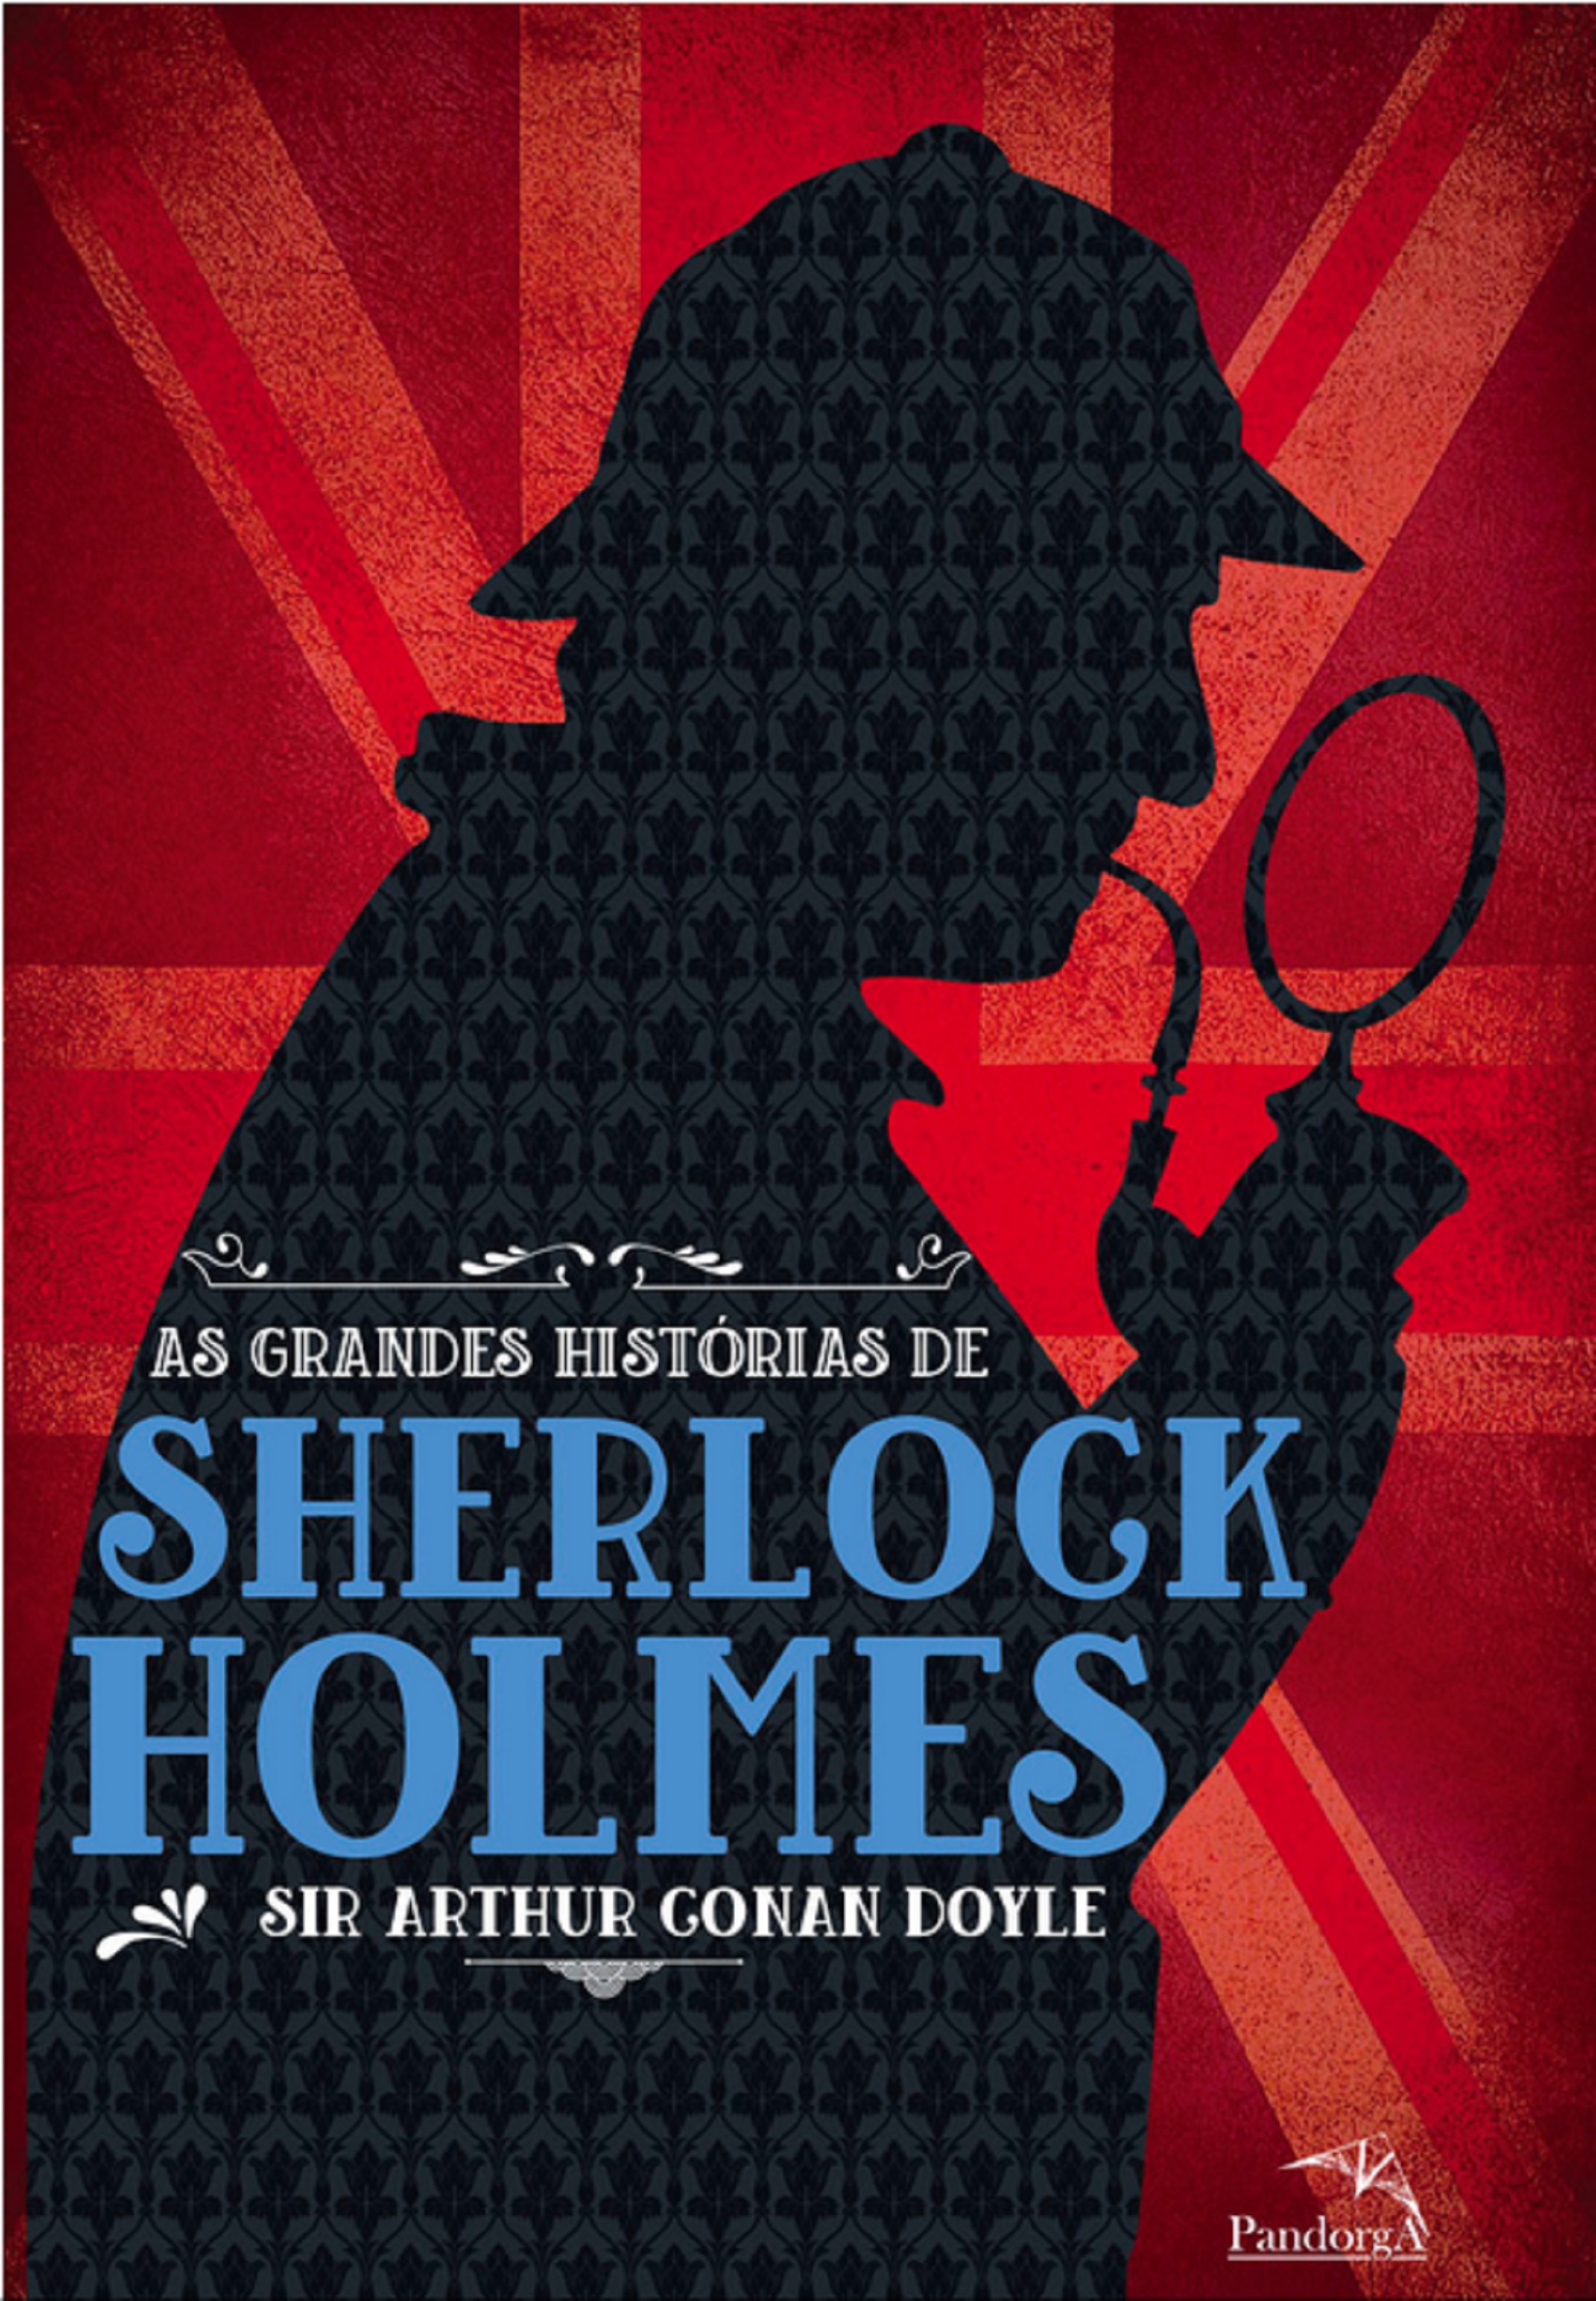 AS GRANDES HISTÓRIAS DE
SHERLOCK
HOLMES
SIR ARTHUR CONAN DOYLE
PandorgA